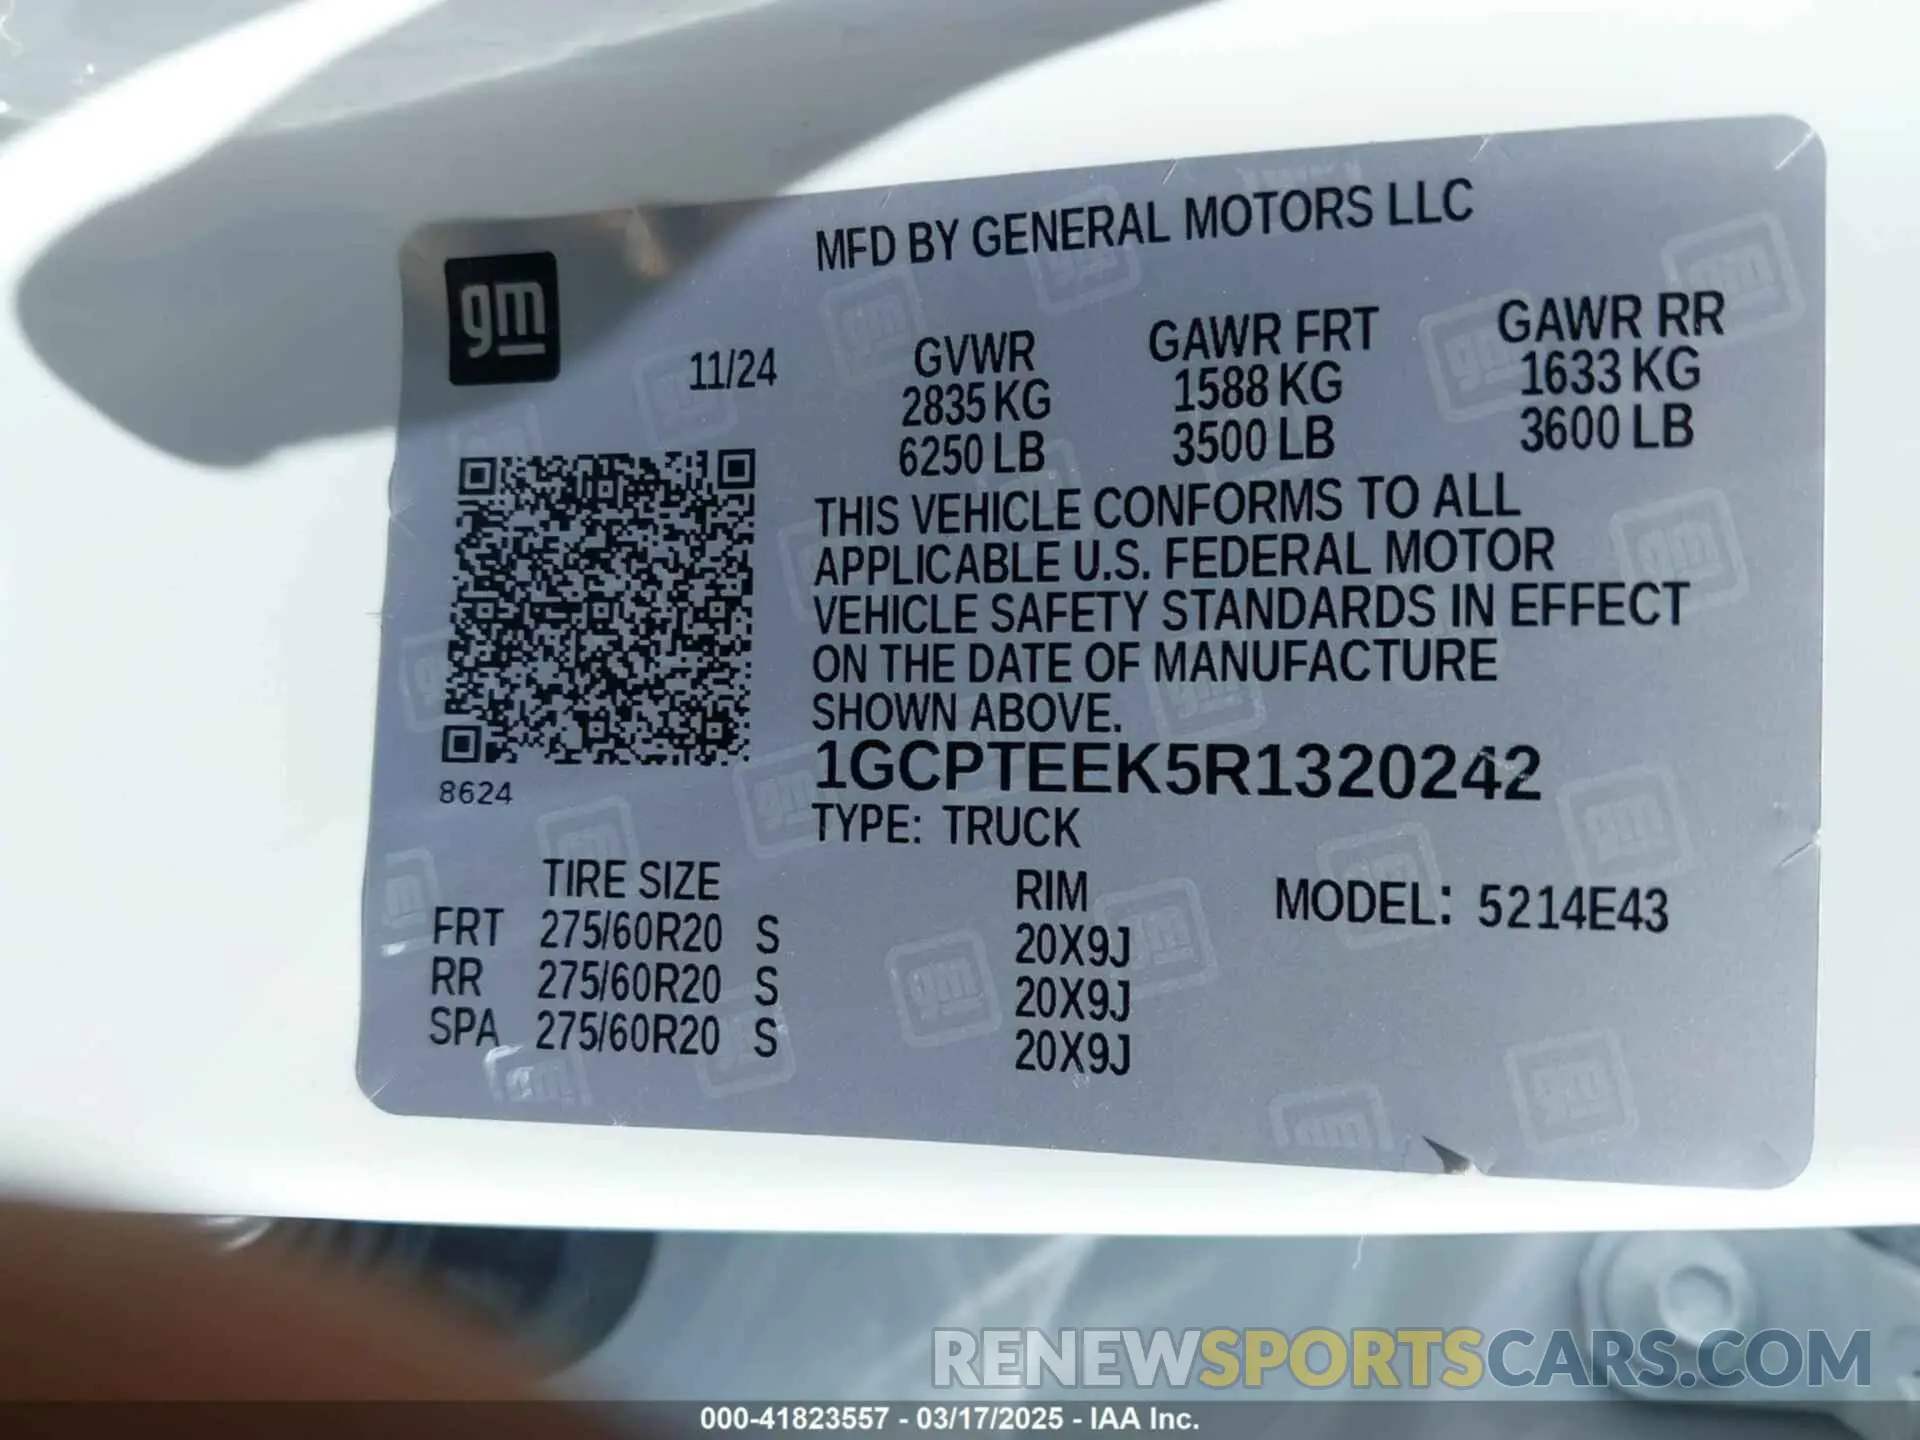 MFD BY GENERAL MOTORS LLC
gm
11/24
GVWR GAWR FRT GAWR RR
2835 KG 1588 KG 1633 KG
6250 LB 3500 LB 3600 LB
THIS VEHICLE CONFORMS TO ALL
APPLICABLE U.S. FEDERAL MOTOR
VEHICLE SAFETY STANDARDS IN EFFECT
ON THE DATE OF MANUFACTURE
SHOWN ABOVE.
1GCPTEEK5R1320242
8624
TYPE: TRUCK
TIRE SIZE RIM MODEL: 5214E43
FRT 275/60R20 S 20X9J
RR 275/60R20 S 20X9J
SPA 275/60R20 S 20X9J
RENEWSPORTSCARS.COM
000-41823557 - 03/17/2025 - IAA Inc.